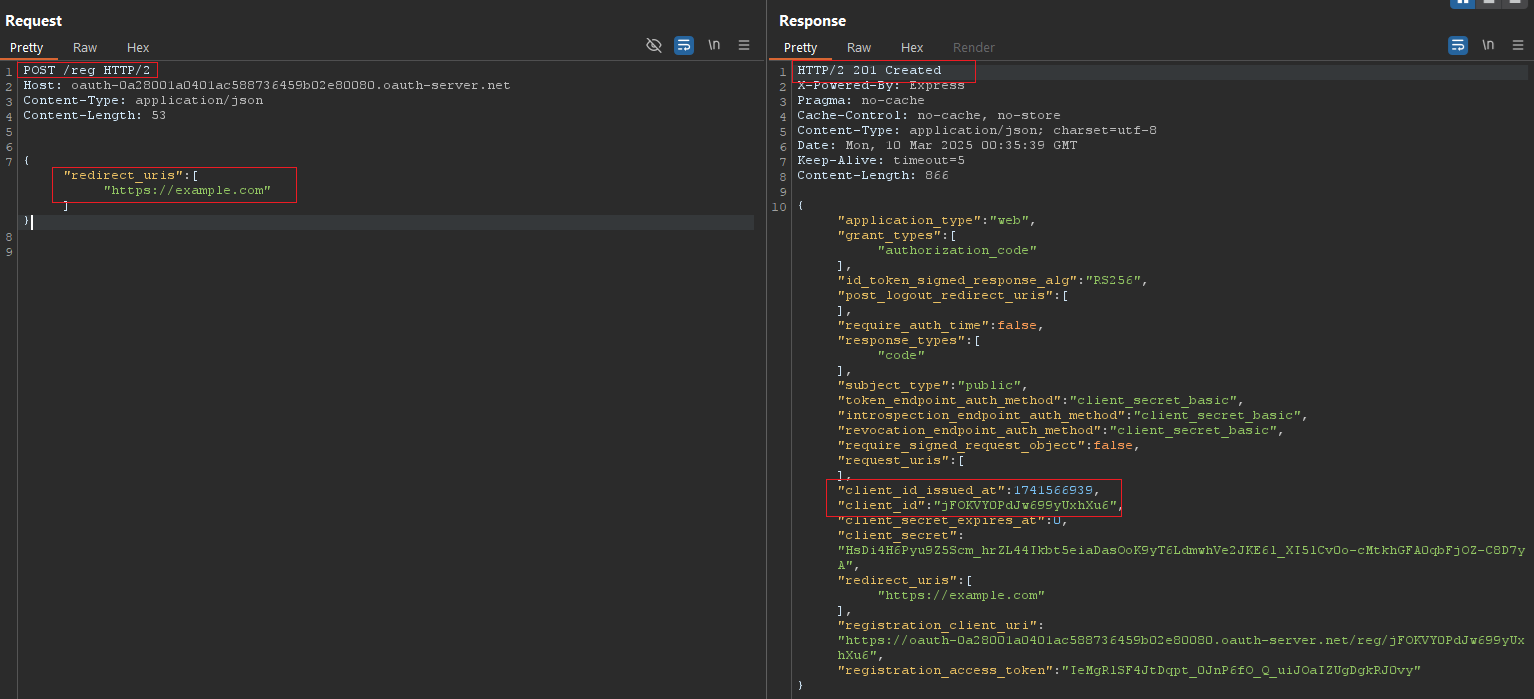 Request
Pretty Raw Hex
\n
1 POST /reg HTTP/2
2 Host: oauth-0a28001a0401ac588736459b02e80080.oauth-server.net
3 Content-Type: application/json
4 Content-Length: 53
5
6
7 {
"redirect_uris":[
"https://example.com"
]
}
8
9
Response
Pretty Raw Hex Render
\n
1 HTTP/2 201 Created
2 X-Powered-By: Express
3 Pragma: no-cache
4 Cache-Control: no-cache, no-store
5 Content-Type: application/json; charset=utf-8
6 Date: Mon, 10 Mar 2025 00:35:39 GMT
7 Keep-Alive: timeout=5
8 Content-Length: 866
9
10 {
"application_type":"web",
"grant_types":[
"authorization_code"
],
"id_token_signed_response_alg":"RS256",
"post_logout_redirect_uris":[
],
"require_auth_time":false,
"response_types":[
"code"
],
"subject_type":"public",
"token_endpoint_auth_method":"client_secret_basic",
"introspection_endpoint_auth_method":"client_secret_basic",
"revocation_endpoint_auth_method":"client_secret_basic",
"require_signed_request_object":false,
"request_uris":[
],
"client_id_issued_at":1741566939,
"client_id":"jFOKVY0PdJw699yUxhXu6",
"client_secret_expires_at":0,
"client_secret":
"HsDi4H6Pyu9Z5Scm_hrZL44Ikbt5eiaDasOoK9yT6LdmwhVe2JKE6l_XI5lCvOo-cMtkhGFA0qbFjOZ-C8D7y
A",
"redirect_uris":[
"https://example.com"
],
"registration_client_uri":
"https://oauth-0a28001a0401ac588736459b02e80080.oauth-server.net/reg/jFOKVY0PdJw699yUx
hXu6",
"registration_access_token":"IeMgRlSF4JtDqpt_0JnP6fO_Q_uiJOaIZUgDgkRJ0vy"
}